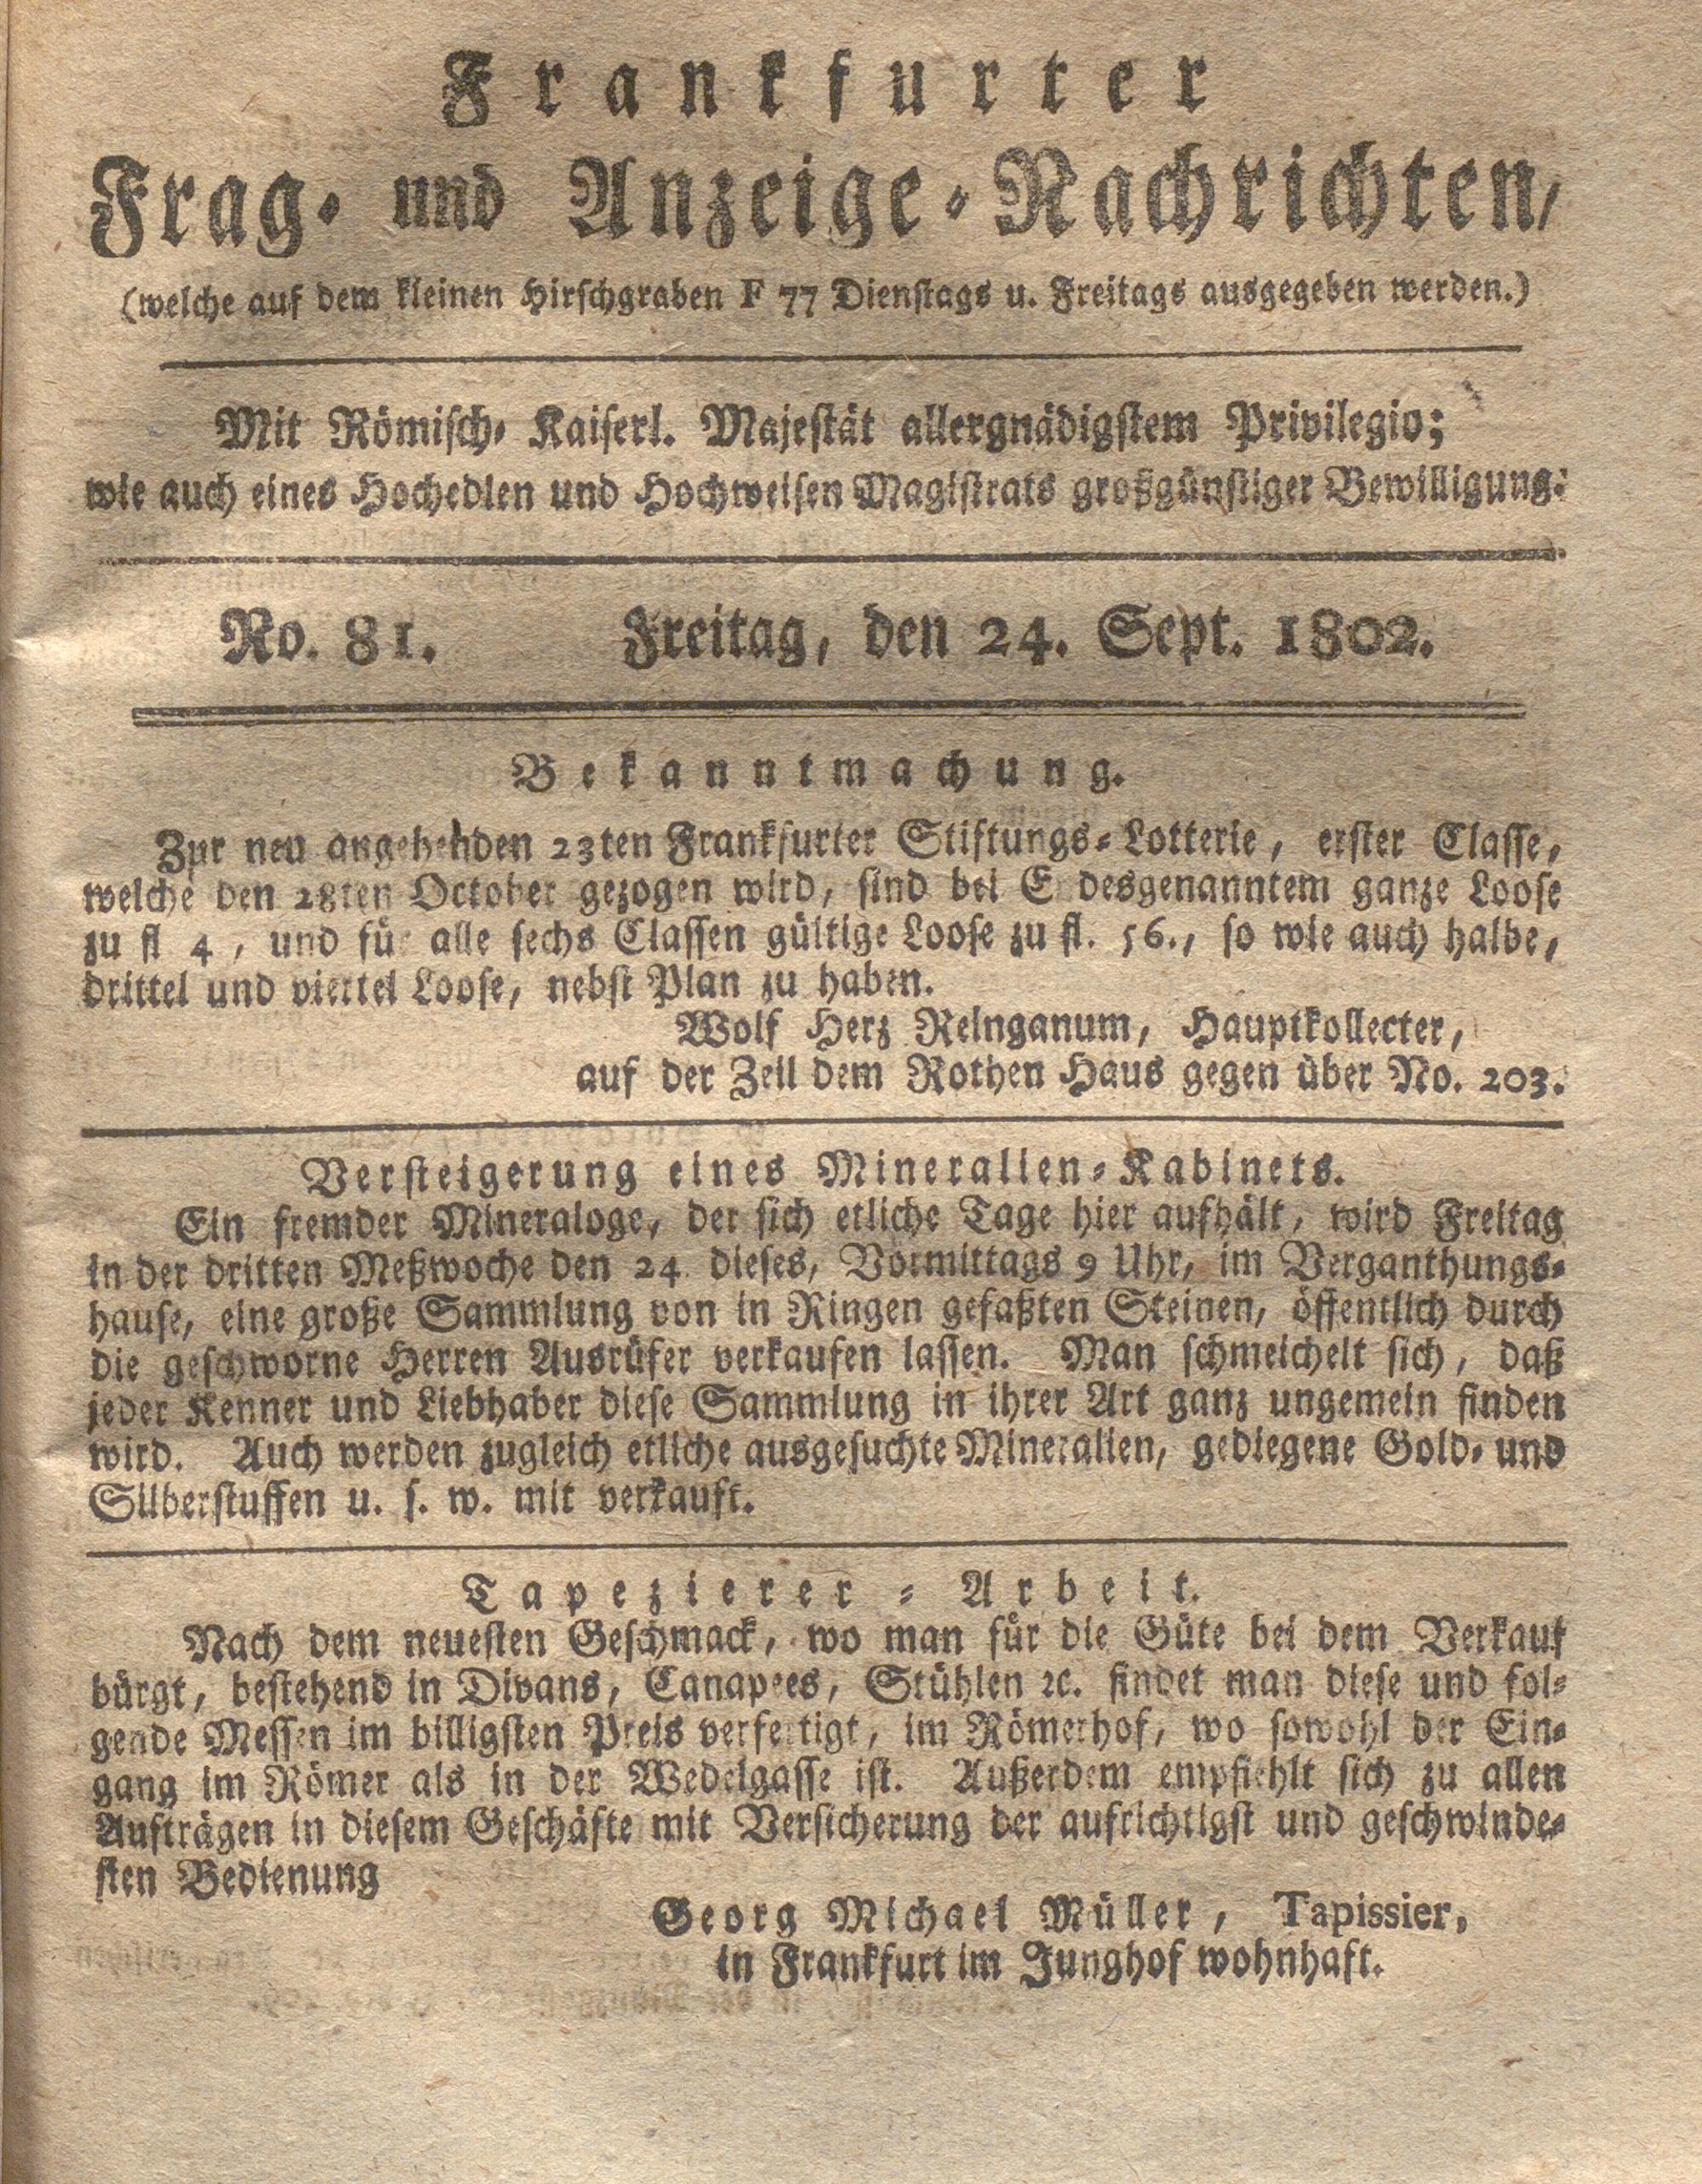 Frankfurter
Frag- und Anzeige-Nachrichten,
(welche auf dem kleinen Hirschgraben F 77 Dienstags u. Freitags ausgegeben werden.)
Mit Römisch- Kaiserl. Majestät allergnädigstem Privilegio;
wie auch eines Hochedlen und Hochweisen Magistrats großgünstiger Bewilligung.
No. 81. Freitag, den 24. Sept. 1802.
Bekanntmachung.
Zur neu angehenden 23ten Frankfurter Stiftungs-Lotterie, erster Classe,
welche den 28ten October gezogen wird, sind bei Endesgenanntem ganze Loose
zu fl 4, und für alle sechs Classen gültige Loose zu fl. 56., so wie auch halbe,
drittel und viertel Loose, nebst Plan zu haben.
Wolf Herz Reinganum, Hauptkollecter,
auf der Zeil dem Rothen Haus gegen über No. 203.
Versteigerung eines Mineralien-Kabinets.
Ein fremder Mineraloge, der sich etliche Tage hier aufhält, wird Freitag
in der dritten Meßwoche den 24. dieses, Vormittags 9 Uhr, im Verganthungs-
hause, eine große Sammlung von in Ringen gefaßten Steinen, öffentlich durch
die geschworne Herren Ausrüfer verkaufen lassen. Man schmeichelt sich, daß
jeder Kenner und Liebhaber diese Sammlung in ihrer Art ganz ungemein finden
wird. Auch werden zugleich etliche ausgesuchte Mineralien, gediegene Gold- und
Silberstuffen u. s. w. mit verkauft.
Tapezierer-Arbeit.
Nach dem neuesten Geschmack, wo man für die Güte bei dem Verkauf
bürgt, bestehend in Divans, Canapees, Stühlen ꝛc. findet man diese und fol-
gende Messen im billigsten Preis verfertigt, im Römerhof, wo sowohl der Ein-
gang im Römer als in der Wedelgasse ist. Außerdem empfiehlt sich zu allen
Aufträgen in diesem Geschäfte mit Versicherung der aufrichtigst und geschwinde-
sten Bedienung
Georg Michael Müller, Tapissier,
in Frankfurt im Junghof wohnhaft.